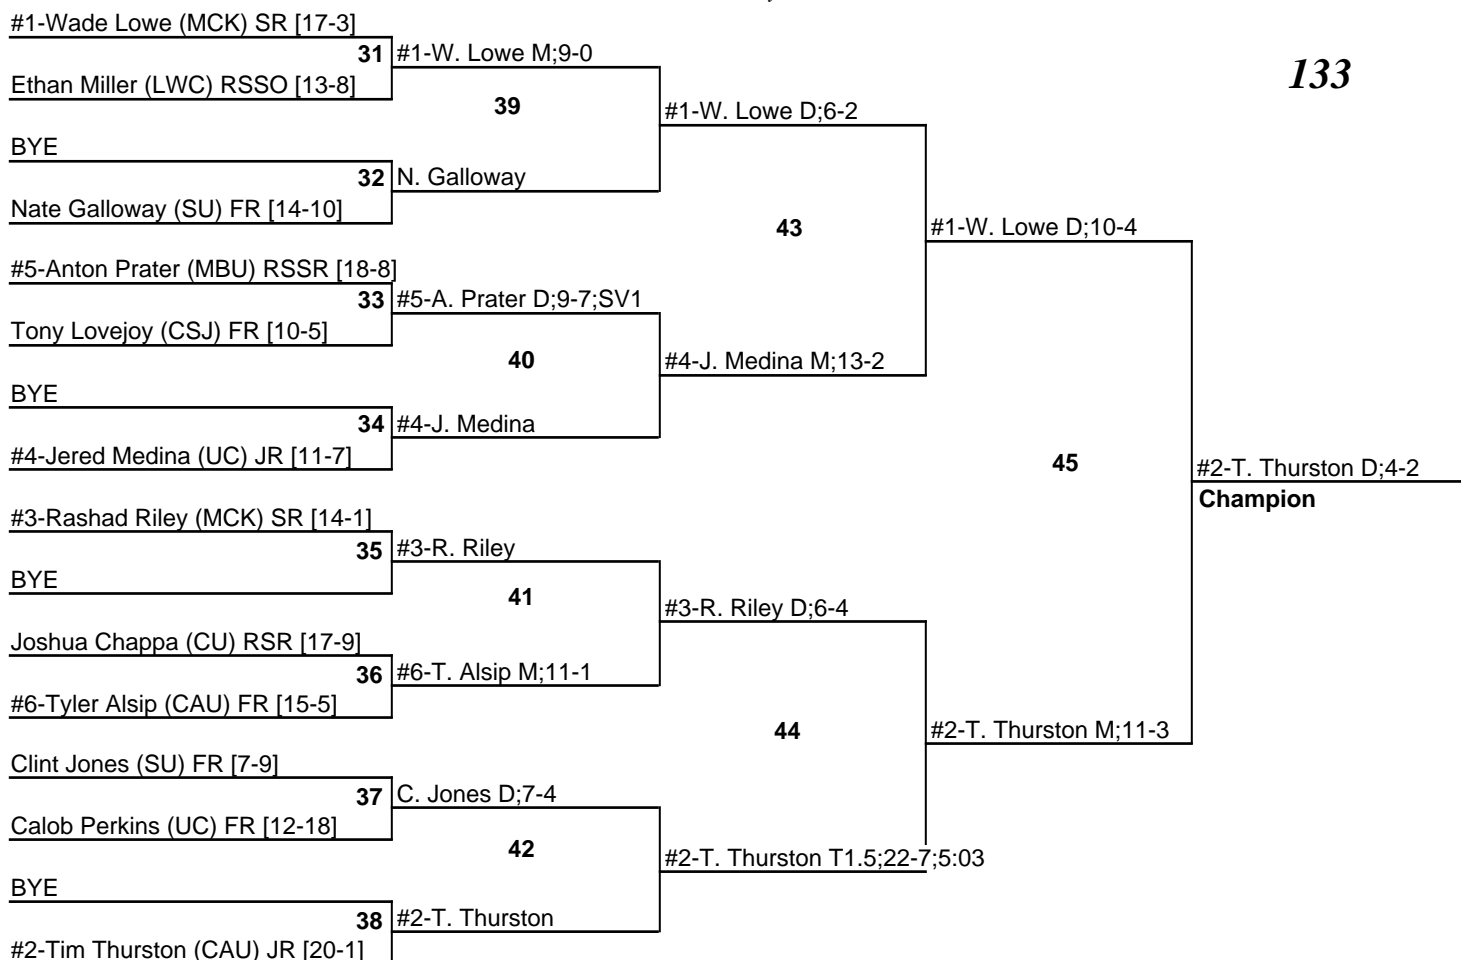 #1-Wade Lowe (MCK) SR [17-3]
31 #1-W. Lowe M;9-0
133
Ethan Miller (LWC) RSSO [13-8]
39
#1-W. Lowe D;6-2
BYE
32 N. Galloway
Nate Galloway (SU) FR [14-10]
43
#1-W. Lowe D;10-4
#5-Anton Prater (MBU) RSSR [18-8]
33 #5-A. Prater D;9-7;SV1
Tony Lovejoy (CSJ) FR [10-5]
40
#4-J. Medina M;13-2
BYE
34 #4-J. Medina
#4-Jered Medina (UC) JR [11-7]
45
#2-T. Thurston D;4-2
Champion
#3-Rashad Riley (MCK) SR [14-1]
35 #3-R. Riley
BYE
41
#3-R. Riley D;6-4
Joshua Chappa (CU) RSR [17-9]
36 #6-T. Alsip M;11-1
#6-Tyler Alsip (CAU) FR [15-5]
44
#2-T. Thurston M;11-3
Clint Jones (SU) FR [7-9]
37 C. Jones D;7-4
Calob Perkins (UC) FR [12-18]
42
#2-T. Thurston T1.5;22-7;5:03
BYE
38 #2-T. Thurston
#2-Tim Thurston (CAU) JR [20-1]